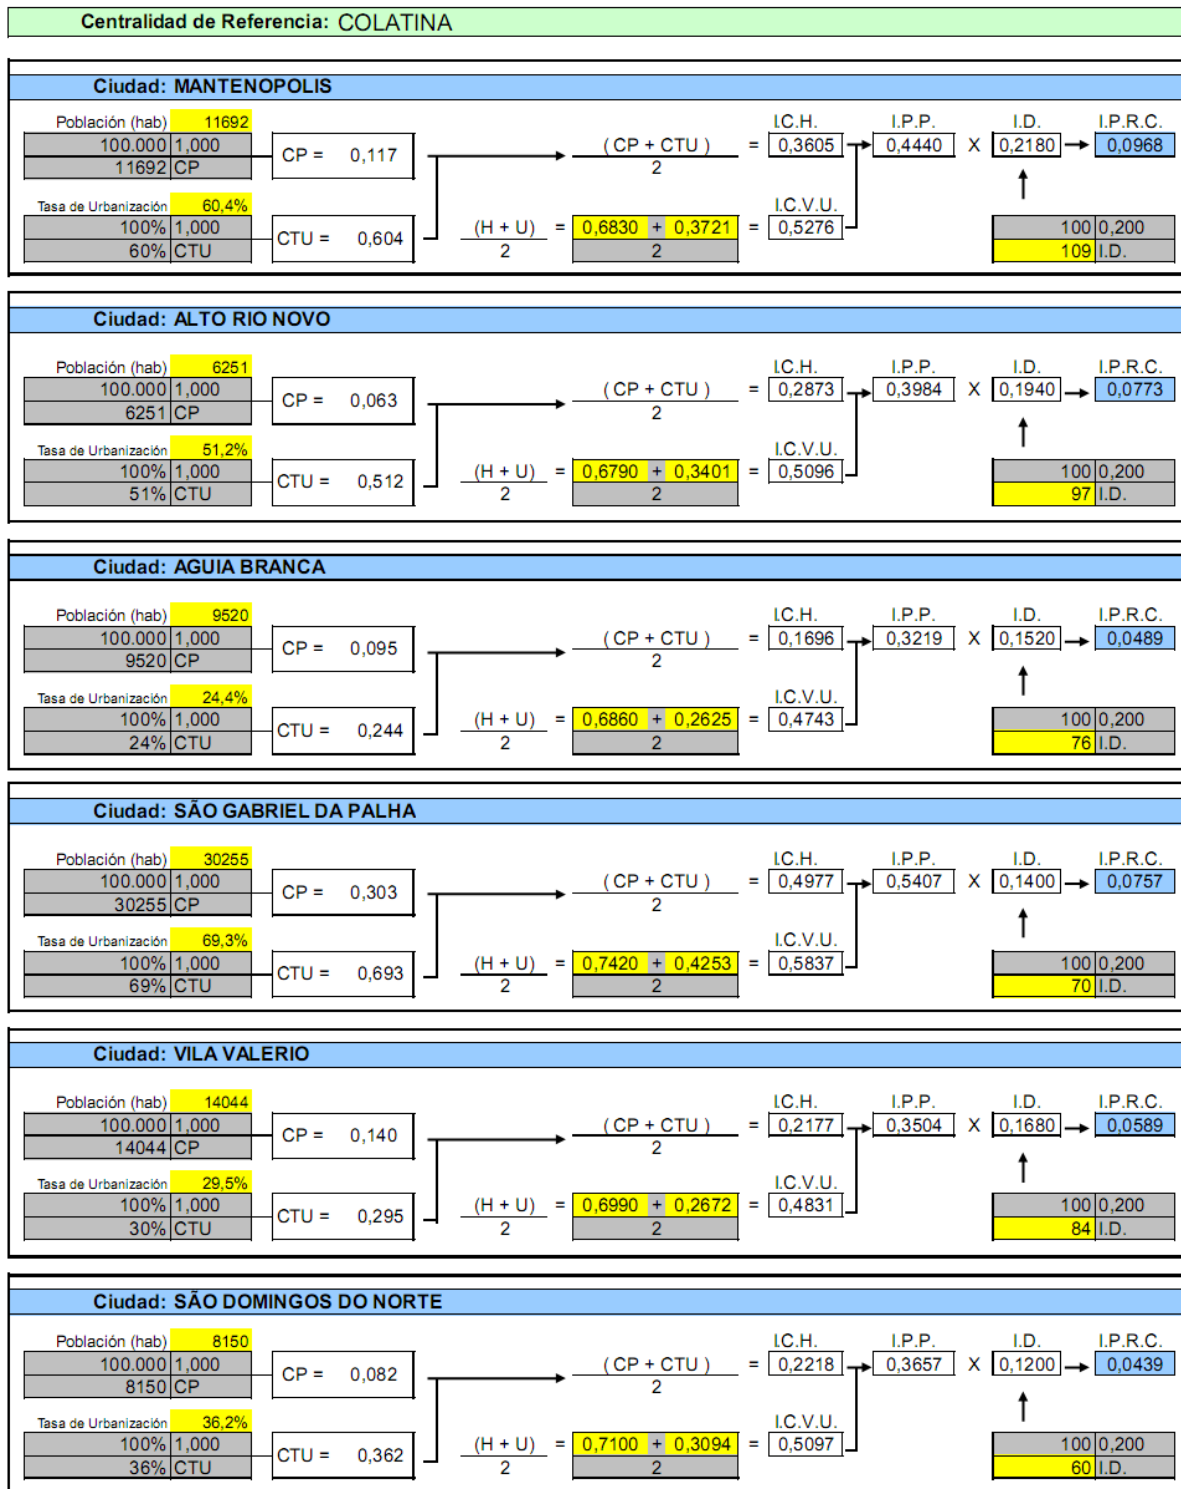 Centralidad de Referencia: COLATINA
Ciudad: MANTENOPOLIS
Población (hab) 11692 I.C.H. I.P.P. I.D. I.P.R.C.
100.000 1,000 CP = 0,117 ( CP + CTU ) = 0,3605 0,4440 X 0,2180 0,0968
11692 CP 2
Tasa de Urbanización 60,4% I.C.V.U.
100% 1,000 CTU = 0,604 (H + U) = 0,6830 + 0,3721 = 0,5276 100 0,200
60% CTU 2 2 109 I.D.
Ciudad: ALTO RIO NOVO
Población (hab) 6251 I.C.H. I.P.P. I.D. I.P.R.C.
100.000 1,000 CP = 0,063 ( CP + CTU ) = 0,2873 0,3984 X 0,1940 0,0773
6251 CP 2
Tasa de Urbanización 51,2% I.C.V.U.
100% 1,000 CTU = 0,512 (H + U) = 0,6790 + 0,3401 = 0,5096 100 0,200
51% CTU 2 2 97 I.D.
Ciudad: AGUIA BRANCA
Población (hab) 9520 I.C.H. I.P.P. I.D. I.P.R.C.
100.000 1,000 CP = 0,095 ( CP + CTU ) = 0,1696 0,3219 X 0,1520 0,0489
9520 CP 2
Tasa de Urbanización 24,4% I.C.V.U.
100% 1,000 CTU = 0,244 (H + U) = 0,6860 + 0,2625 = 0,4743 100 0,200
24% CTU 2 2 76 I.D.
Ciudad: SÃO GABRIEL DA PALHA
Población (hab) 30255 I.C.H. I.P.P. I.D. I.P.R.C.
100.000 1,000 CP = 0,303 ( CP + CTU ) = 0,4977 0,5407 X 0,1400 0,0757
30255 CP 2
Tasa de Urbanización 69,3% I.C.V.U.
100% 1,000 CTU = 0,693 (H + U) = 0,7420 + 0,4253 = 0,5837 100 0,200
69% CTU 2 2 70 I.D.
Ciudad: VILA VALERIO
Población (hab) 14044 I.C.H. I.P.P. I.D. I.P.R.C.
100.000 1,000 CP = 0,140 ( CP + CTU ) = 0,2177 0,3504 X 0,1680 0,0589
14044 CP 2
Tasa de Urbanización 29,5% I.C.V.U.
100% 1,000 CTU = 0,295 (H + U) = 0,6990 + 0,2672 = 0,4831 100 0,200
30% CTU 2 2 84 I.D.
Ciudad: SÃO DOMINGOS DO NORTE
Población (hab) 8150 I.C.H. I.P.P. I.D. I.P.R.C.
100.000 1,000 CP = 0,082 ( CP + CTU ) = 0,2218 0,3657 X 0,1200 0,0439
8150 CP 2
Tasa de Urbanización 36,2% I.C.V.U.
100% 1,000 CTU = 0,362 (H + U) = 0,7100 + 0,3094 = 0,5097 100 0,200
36% CTU 2 2 60 I.D.